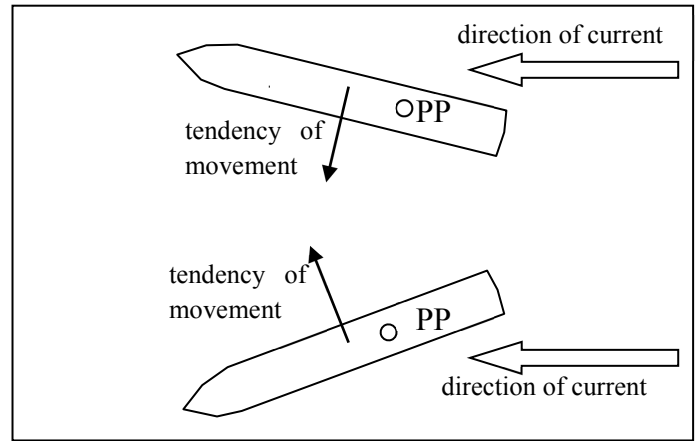 direction of current
PP
tendency of
movement
tendency of
movement
PP
direction of current